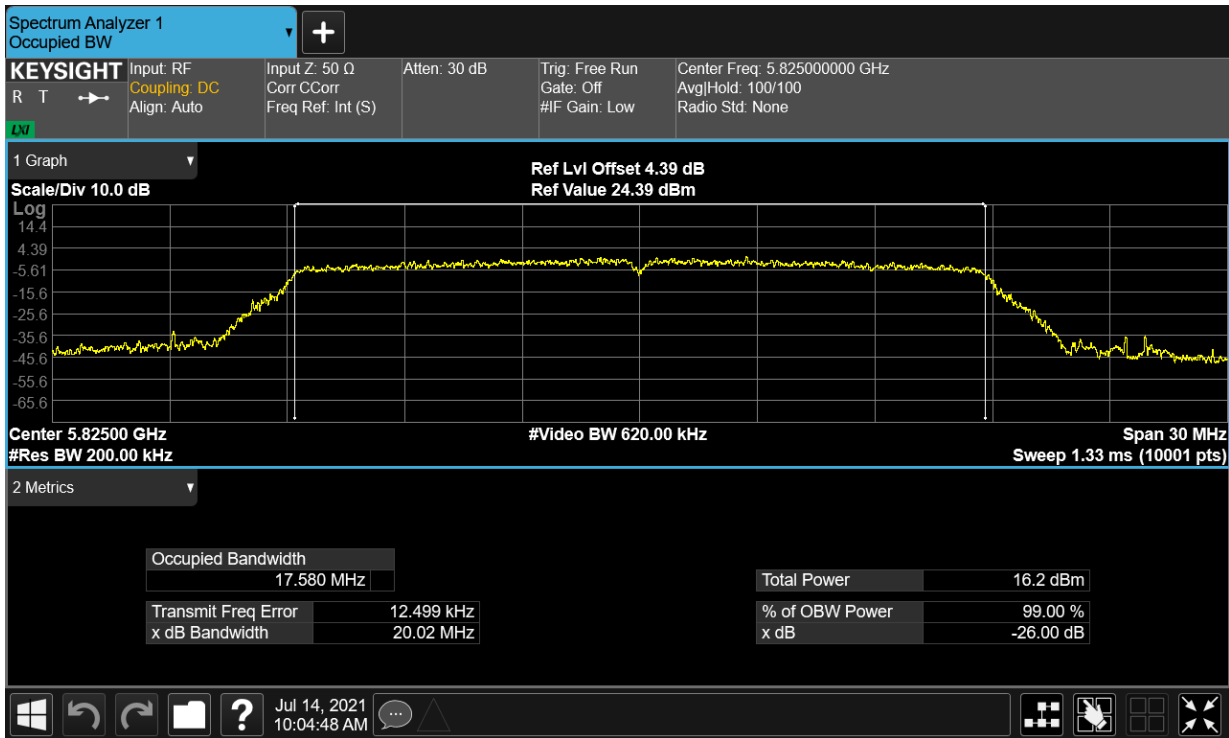 Spectrum Analyzer 1
Occupied BW
KEYSIGHT
R T
LXI
Input: RF
Coupling: DC
Align: Auto
Input Z: 50 Ω
Corr CCorr
Freq Ref: Int (S)
Atten: 30 dB
Trig: Free Run
Gate: Off
#IF Gain: Low
Center Freq: 5.825000000 GHz
Avg|Hold: 100/100
Radio Std: None
1 Graph
Scale/Div 10.0 dB
Ref Lvl Offset 4.39 dB
Ref Value 24.39 dBm
Log
14.4
4.39
-5.61
-15.6
-25.6
-35.6
-45.6
-55.6
-65.6
Center 5.82500 GHz
#Res BW 200.00 kHz
#Video BW 620.00 kHz
Span 30 MHz
Sweep 1.33 ms (10001 pts)
2 Metrics
Occupied Bandwidth
17.580 MHz
Transmit Freq Error 12.499 kHz
x dB Bandwidth 20.02 MHz
Total Power 16.2 dBm
% of OBW Power 99.00 %
x dB -26.00 dB
?
Jul 14, 2021
10:04:48 AM